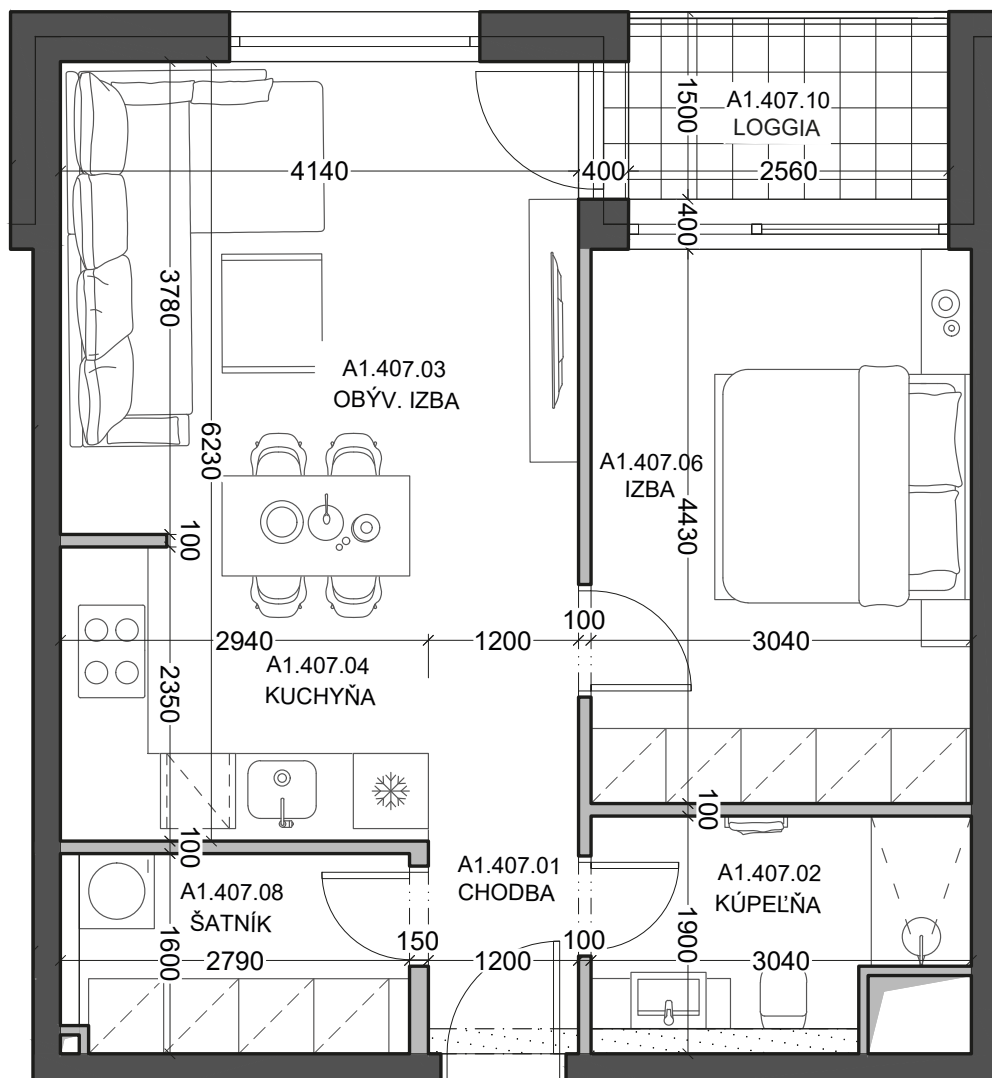 A1.407.10
LOGGIA
1500
4140
400
2560
400
3780
A1.407.03
OBÝV. IZBA
6230
A1.407.06
IZBA
4430
100
100
2940
1200
3040
A1.407.04
KUCHYŇA
2350
100
100
A1.407.08
ŠATNÍK
A1.407.01
CHODBA
A1.407.02
KÚPEĽŇA
1600
2790
150
1200
100
1900
3040